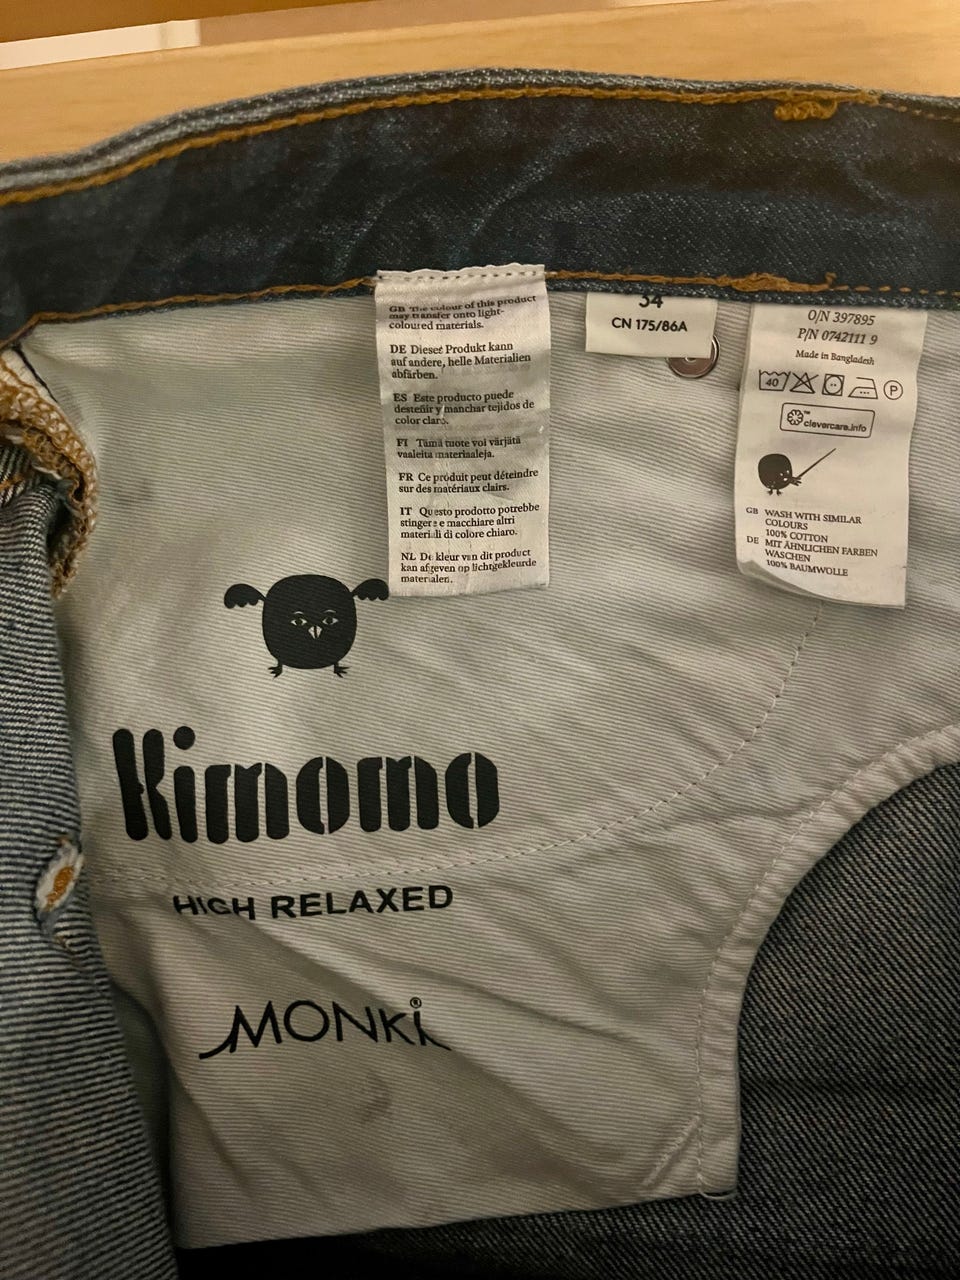 GB The colour of this product
may transfer onto light-
coloured materials.
DE Dieses Produkt kann
auf andere, helle Materialien
abfärben.
ES Este producto puede
desteñir y manchar tejidos de
color claro.
FI Tämä tuote voi värjätä
vaaleita materiaaleja.
FR Ce produit peut déteindre
sur des matériaux clairs.
IT Questo prodotto potrebbe
stingere e macchiare altri
materiali di colore chiaro.
NL De kleur van dit product
kan afgeven op lichtgekleurde
materialen.
34
CN 175/86A
O/N 397895
P/N 0742111 9
Made in Bangladesh
40
P
clevercare.info
TM
GB WASH WITH SIMILAR
COLOURS
100% COTTON
DE MIT ÄHNLICHEN FARBEN
WASCHEN
100% BAUMWOLLE
Kimomo
HIGH RELAXED
MONKi®